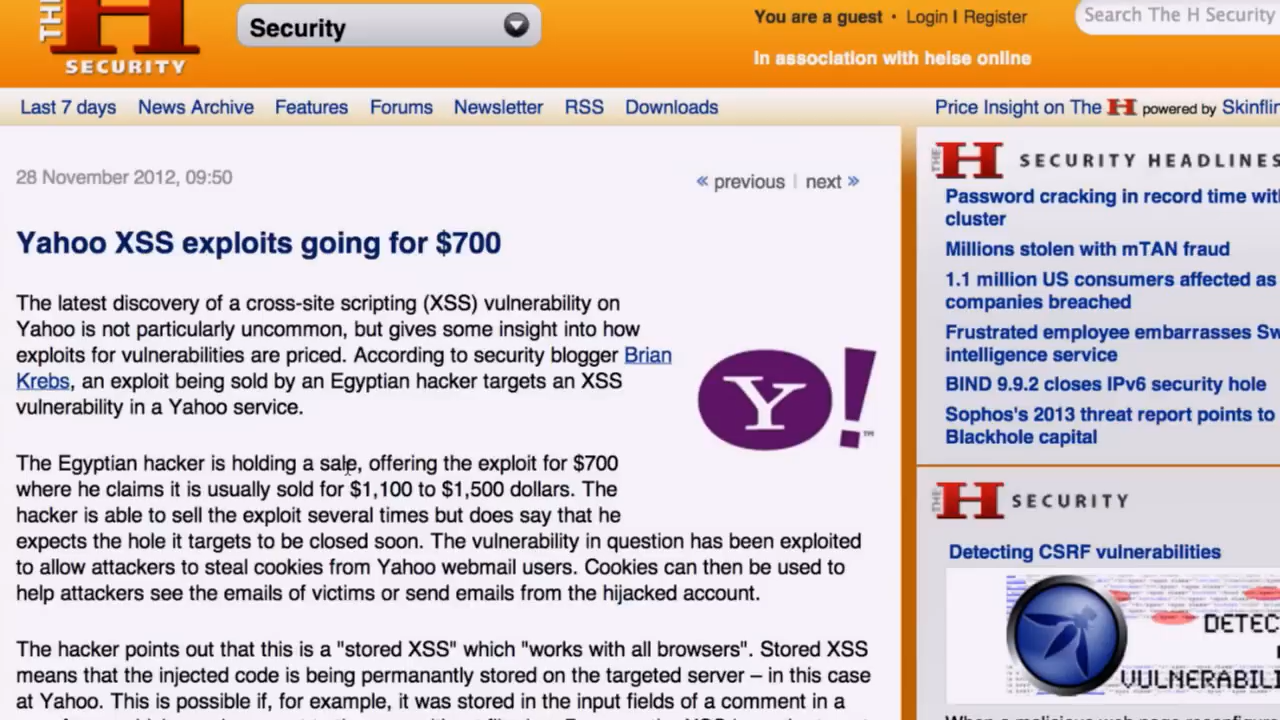 THE H
SECURITY
Security
You are a guest • Login | Register
Search The H Security
In association with heise online
Last 7 days News Archive Features Forums Newsletter RSS Downloads
Price Insight on The H powered by Skinflin
28 November 2012, 09:50
« previous | next »
Yahoo XSS exploits going for $700
The latest discovery of a cross-site scripting (XSS) vulnerability on
Yahoo is not particularly uncommon, but gives some insight into how
exploits for vulnerabilities are priced. According to security blogger Brian
Krebs, an exploit being sold by an Egyptian hacker targets an XSS
vulnerability in a Yahoo service.
Y! ™
The Egyptian hacker is holding a sale, offering the exploit for $700
where he claims it is usually sold for $1,100 to $1,500 dollars. The
hacker is able to sell the exploit several times but does say that he
expects the hole it targets to be closed soon. The vulnerability in question has been exploited
to allow attackers to steal cookies from Yahoo webmail users. Cookies can then be used to
help attackers see the emails of victims or send emails from the hijacked account.
The hacker points out that this is a "stored XSS" which "works with all browsers". Stored XSS
means that the injected code is being permanantly stored on the targeted server – in this case
at Yahoo. This is possible if, for example, it was stored in the input fields of a comment in a
THE H SECURITY HEADLINES
Password cracking in record time wit
cluster
Millions stolen with mTAN fraud
1.1 million US consumers affected as
companies breached
Frustrated employee embarrasses Sw
intelligence service
BIND 9.9.2 closes IPv6 security hole
Sophos's 2013 threat report points to
Blackhole capital
THE H SECURITY
Detecting CSRF vulnerabilities
DETEC
VULNERABILI